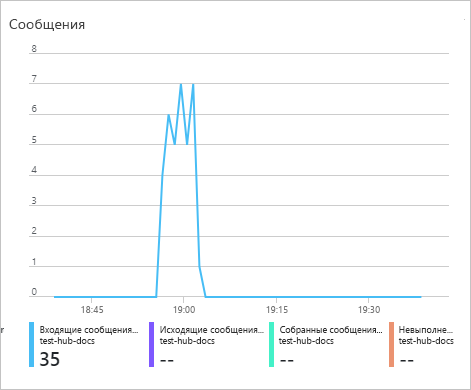 Сообщения
8
7
6
5
4
3
2
1
0
18:45 19:00 19:15 19:30
Входящие сообщения... Исходящие сообщения... Собранные сообщения... Невыполне...
test-hub-docs test-hub-docs test-hub-docs test-hub-docs
35 -- -- --